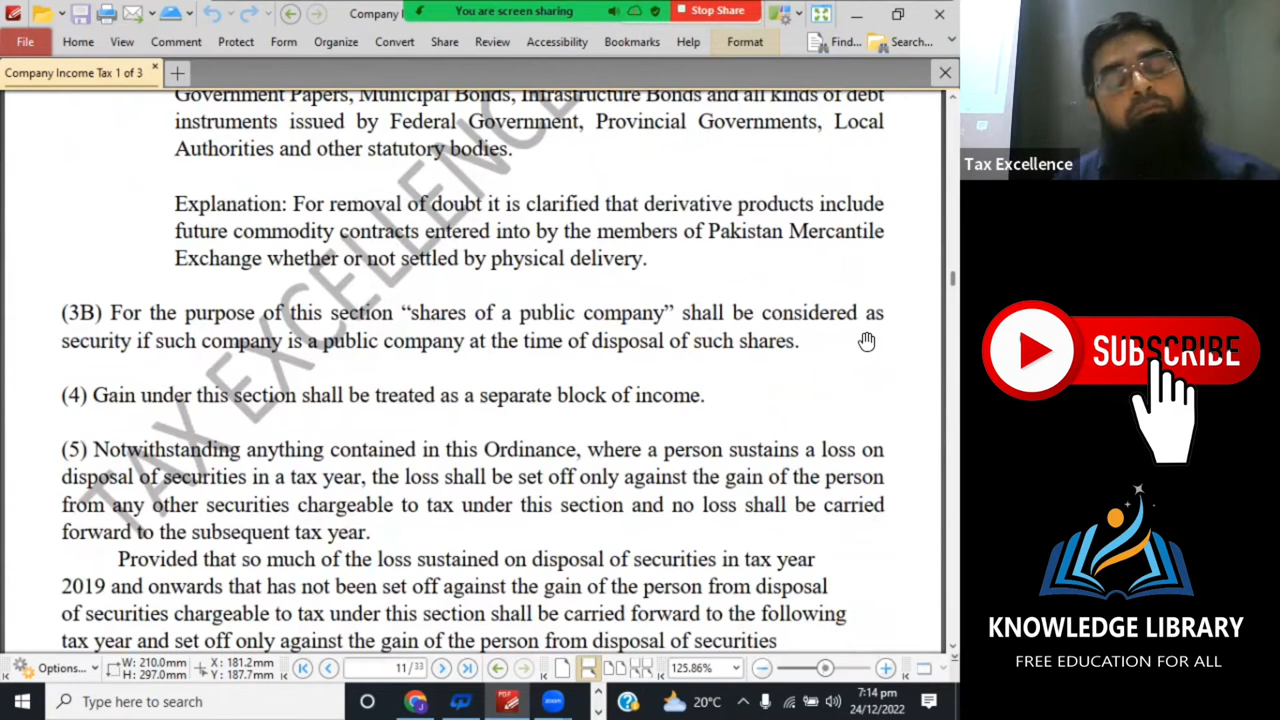 Company I
You are screen sharing
Stop Share
File Home View Comment Protect Form Organize Convert Share Review Accessibility Bookmarks Help Format Find... Search...
Company Income Tax 1 of 3
Government Papers, Municipal Bonds, Infrastructure Bonds and all kinds of debt
instruments issued by Federal Government, Provincial Governments, Local
Authorities and other statutory bodies.
Explanation: For removal of doubt it is clarified that derivative products include
future commodity contracts entered into by the members of Pakistan Mercantile
Exchange whether or not settled by physical delivery.
(3B) For the purpose of this section “shares of a public company” shall be considered as
security if such company is a public company at the time of disposal of such shares.
(4) Gain under this section shall be treated as a separate block of income.
(5) Notwithstanding anything contained in this Ordinance, where a person sustains a loss on
disposal of securities in a tax year, the loss shall be set off only against the gain of the person
from any other securities chargeable to tax under this section and no loss shall be carried
forward to the subsequent tax year.
Provided that so much of the loss sustained on disposal of securities in tax year
2019 and onwards that has not been set off against the gain of the person from disposal
of securities chargeable to tax under this section shall be carried forward to the following
tax year and set off only against the gain of the person from disposal of securities
TAX EXCELLENCE
Tax Excellence
SUBSCRIBE
KNOWLEDGE LIBRARY
FREE EDUCATION FOR ALL
Options... W: 210.0mm X: 181.2mm 11 /33 125.86%
H: 297.0mm Y: 187.7mm
Type here to search
PDF
zoom
20°C
7:14 pm
24/12/2022